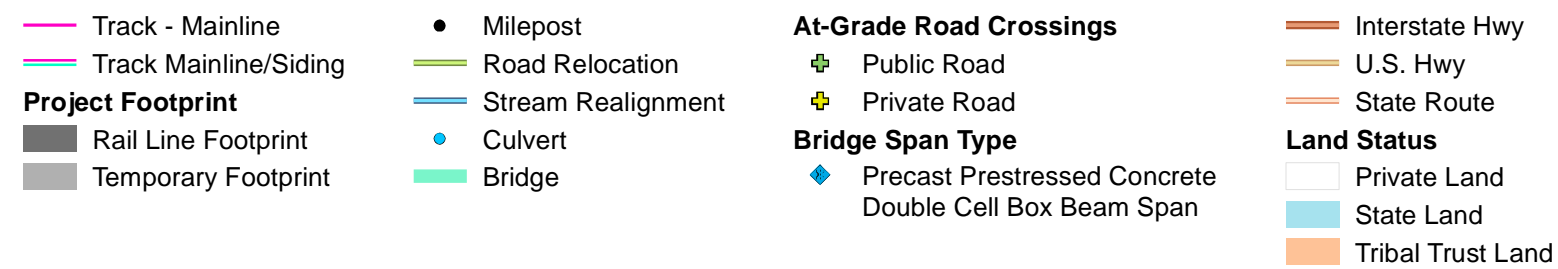 Track - Mainline
Track Mainline/Siding
Project Footprint
Rail Line Footprint
Temporary Footprint
Milepost
Road Relocation
Stream Realignment
Culvert
Bridge
At-Grade Road Crossings
Public Road
Private Road
Bridge Span Type
Precast Prestressed Concrete
Double Cell Box Beam Span
Interstate Hwy
U.S. Hwy
State Route
Land Status
Private Land
State Land
Tribal Trust Land